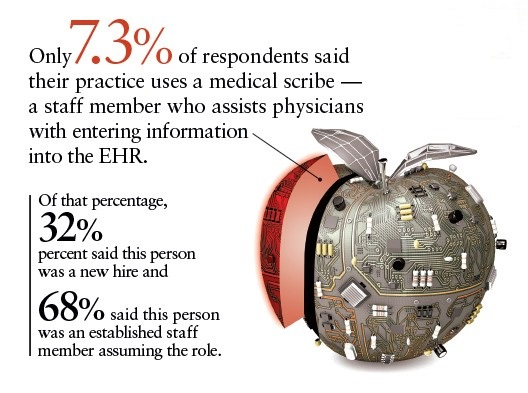 Only 7.3% of respondents said
their practice uses a medical scribe —
a staff member who assists physicians
with entering information
into the EHR.
Of that percentage,
32%
percent said this person
was a new hire and
68% said this person
was an established staff
member assuming the role.